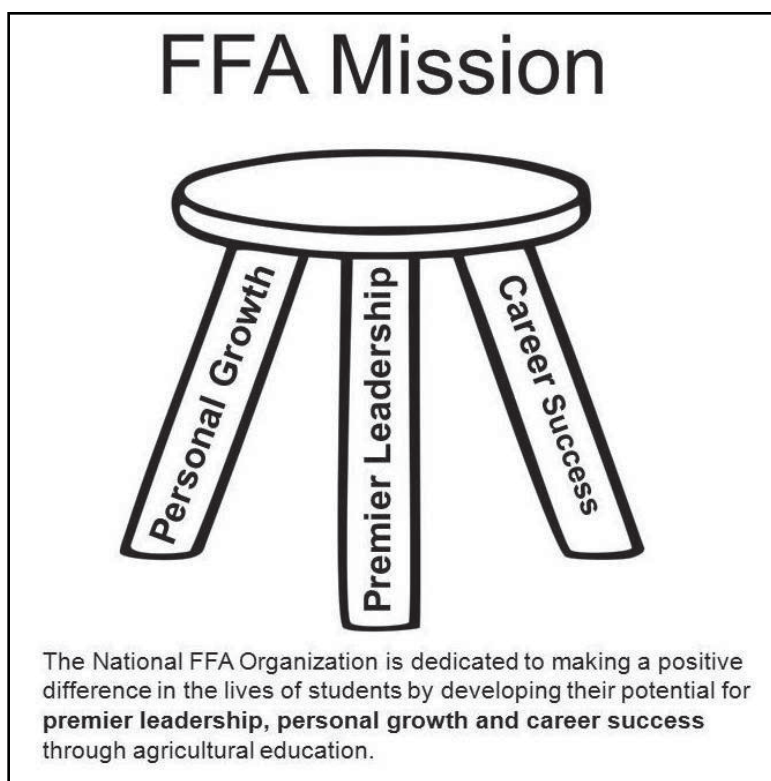 FFA Mission
Personal Growth
Premier Leadership
Career Success
The National FFA Organization is dedicated to making a positive
difference in the lives of students by developing their potential for
premier leadership, personal growth and career success
through agricultural education.